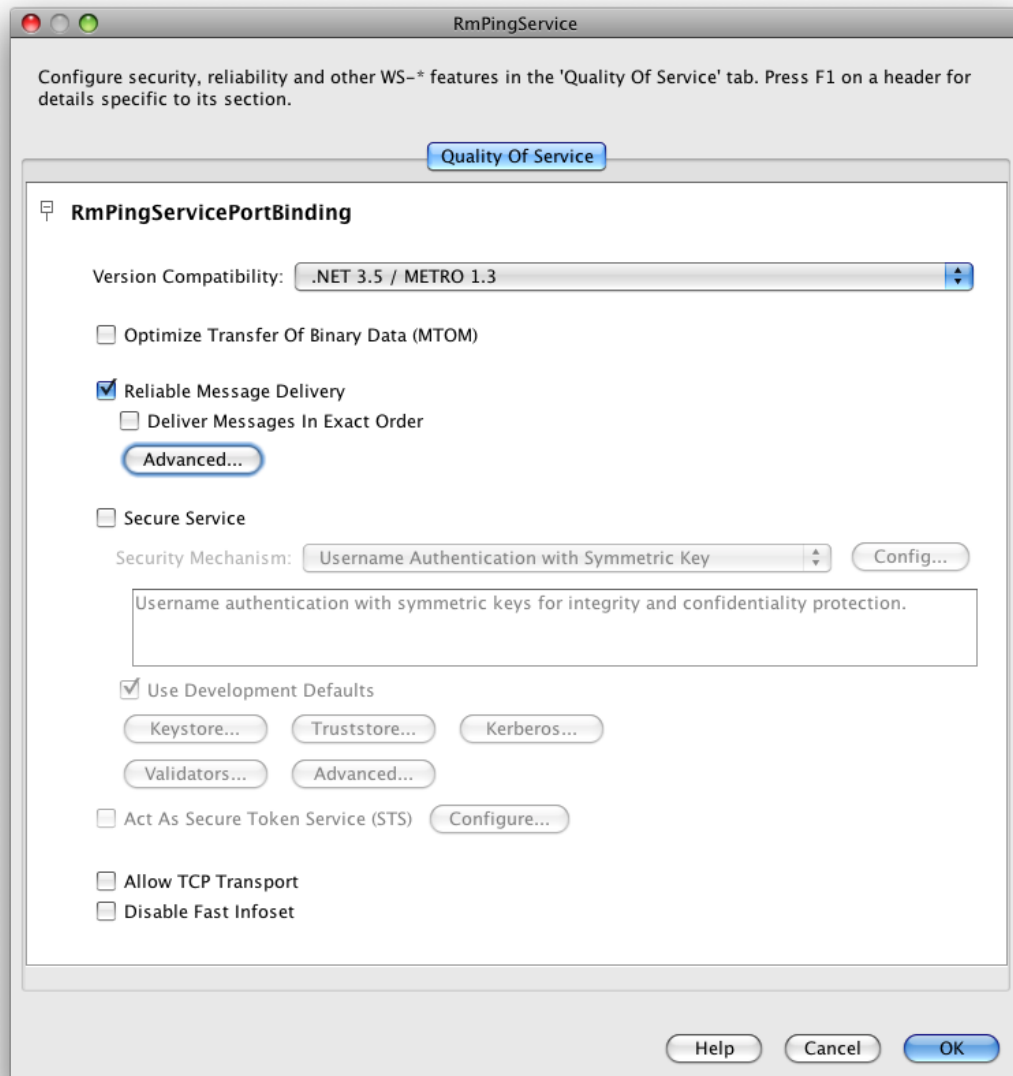 RmPingService
Configure security, reliability and other WS-* features in the 'Quality Of Service' tab. Press F1 on a header for
details specific to its section.
Quality Of Service
RmPingServicePortBinding
Version Compatibility: .NET 3.5 / METRO 1.3
Optimize Transfer Of Binary Data (MTOM)
Reliable Message Delivery
Deliver Messages In Exact Order
Advanced...
Secure Service
Security Mechanism: Username Authentication with Symmetric Key Config...
Username authentication with symmetric keys for integrity and confidentiality protection.
Use Development Defaults
Keystore... Truststore... Kerberos...
Validators... Advanced...
Act As Secure Token Service (STS) Configure...
Allow TCP Transport
Disable Fast Infoset
Help Cancel OK